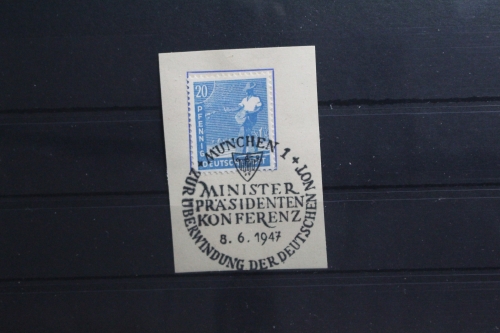 20
PFENNIG
DEUTSCHE POST
MÜNCHEN 1
MINISTER
PRÄSIDENTEN
KONFERENZ
8. 6. 1947
ZUR ÜBERWINDUNG DER DEUTSCHEN NOT